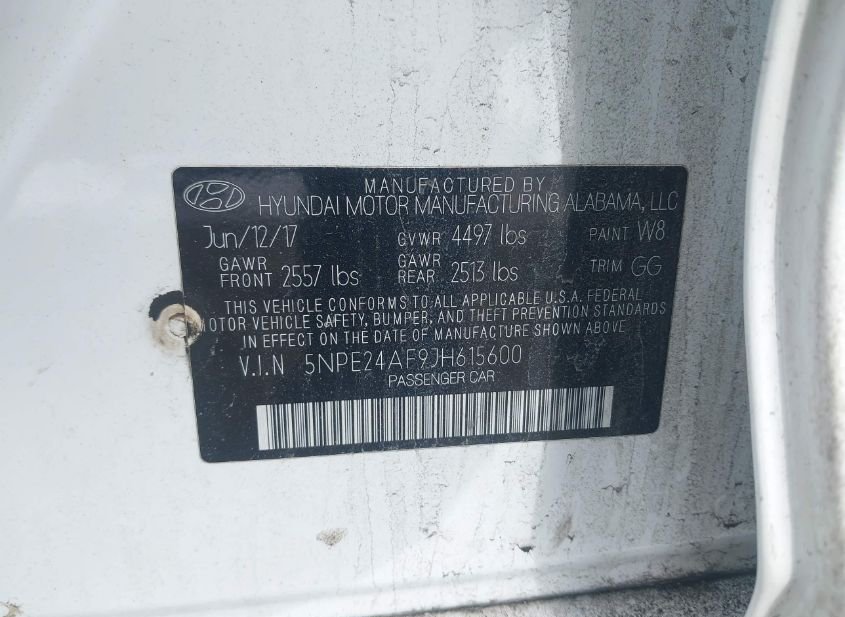 MANUFACTURED BY
HYUNDAI MOTOR MANUFACTURING ALABAMA, LLC
Jun/12/17 GVWR 4497 lbs PAINT W8
GAWR FRONT 2557 lbs GAWR REAR 2513 lbs TRIM GG
THIS VEHICLE CONFORMS TO ALL APPLICABLE U.S.A. FEDERAL
MOTOR VEHICLE SAFETY, BUMPER, AND THEFT PREVENTION STANDARDS
IN EFFECT ON THE DATE OF MANUFACTURE SHOWN ABOVE
V.I.N 5NPE24AF9JH615600
PASSENGER CAR